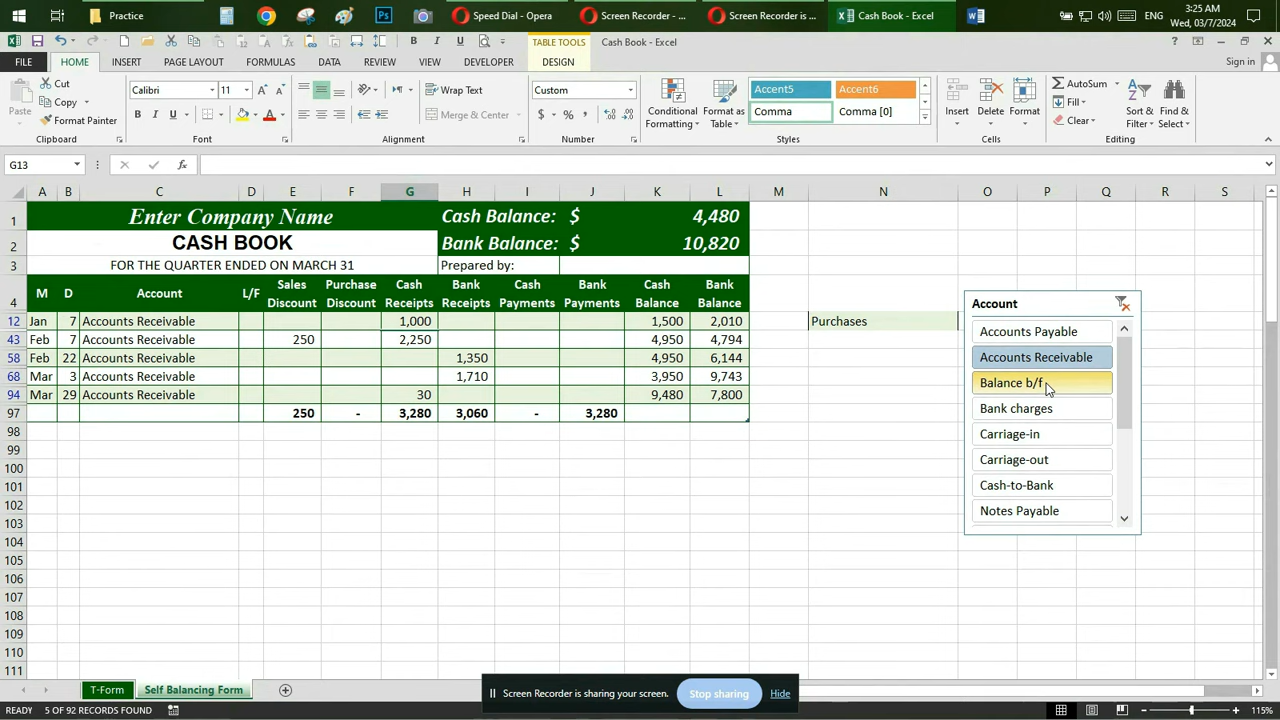 Practice
Speed Dial - Opera
Screen Recorder - ...
Screen Recorder is ...
Cash Book - Excel
ENG
3:25 AM
Wed, 03/7/2024
TABLE TOOLS
Cash Book - Excel
FILE HOME INSERT PAGE LAYOUT FORMULAS DATA REVIEW VIEW DEVELOPER DESIGN Sign in
Cut
Copy
Format Painter
Paste
Clipboard
Calibri 11
B I U
Font
Wrap Text
Merge & Center
Alignment
Custom
$ % ,
Number
Conditional Formatting
Format as Table
Accent5 Accent6
Comma Comma [0]
Styles
Insert Delete Format
Cells
AutoSum
Fill
Clear
Sort & Filter
Find & Select
Editing
G13
A B C D E F G H I J K L M N O P Q R S
1 Enter Company Name Cash Balance: $ 4,480
2 CASH BOOK Bank Balance: $ 10,820
3 FOR THE QUARTER ENDED ON MARCH 31 Prepared by:
4 M D Account L/F Sales Discount Purchase Discount Cash Receipts Bank Receipts Cash Payments Bank Payments Cash Balance Bank Balance
12 Jan 7 Accounts Receivable 1,000 1,500 2,010 Purchases
43 Feb 7 Accounts Receivable 250 2,250 4,950 4,794
58 Feb 22 Accounts Receivable 1,350 4,950 6,144
68 Mar 3 Accounts Receivable 1,710 3,950 9,743
94 Mar 29 Accounts Receivable 30 9,480 7,800
97 250 - 3,280 3,060 - 3,280
98
99
100
101
102
103
104
105
106
107
108
109
110
111
Account
Accounts Payable
Accounts Receivable
Balance b/f
Bank charges
Carriage-in
Carriage-out
Cash-to-Bank
Notes Payable
Screen Recorder is sharing your screen. Stop sharing Hide
T-Form Self Balancing Form
READY 5 OF 92 RECORDS FOUND 115%